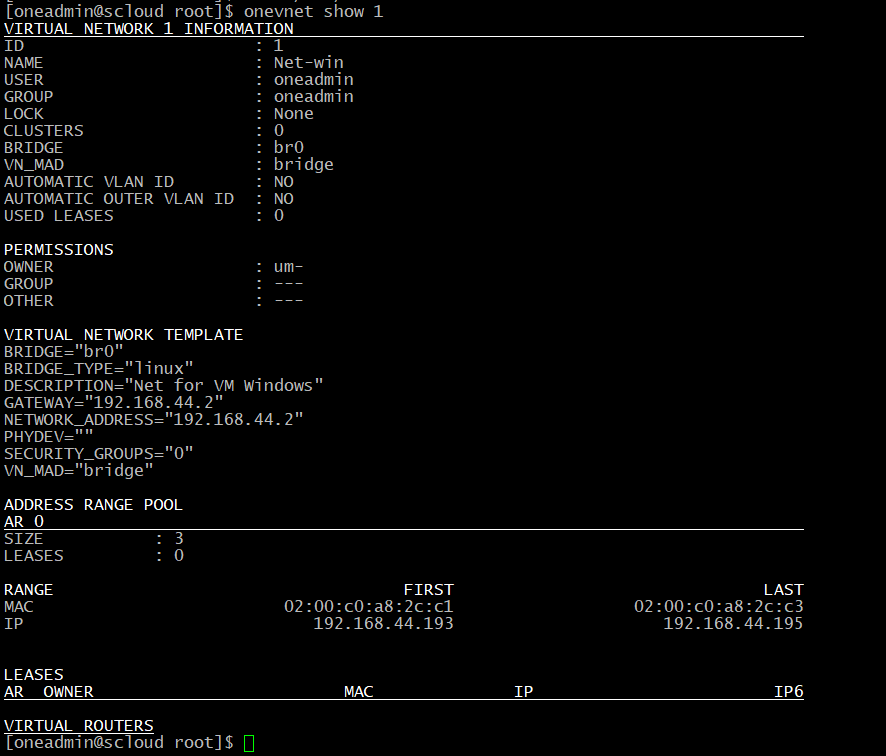 [oneadmin@scloud root]$ onevnet show 1
VIRTUAL NETWORK 1 INFORMATION
ID : 1
NAME : Net-win
USER : oneadmin
GROUP : oneadmin
LOCK : None
CLUSTERS : 0
BRIDGE : br0
VN_MAD : bridge
AUTOMATIC VLAN ID : NO
AUTOMATIC OUTER VLAN ID : NO
USED LEASES : 0
PERMISSIONS
OWNER : um-
GROUP : ---
OTHER : ---
VIRTUAL NETWORK TEMPLATE
BRIDGE="br0"
BRIDGE_TYPE="linux"
DESCRIPTION="Net for VM Windows"
GATEWAY="192.168.44.2"
NETWORK_ADDRESS="192.168.44.2"
PHYDEV=""
SECURITY_GROUPS="0"
VN_MAD="bridge"
ADDRESS RANGE POOL
AR 0
SIZE : 3
LEASES : 0
RANGE FIRST LAST
MAC 02:00:c0:a8:2c:c1 02:00:c0:a8:2c:c3
IP 192.168.44.193 192.168.44.195
LEASES
AR OWNER MAC IP IP6
VIRTUAL ROUTERS
[oneadmin@scloud root]$